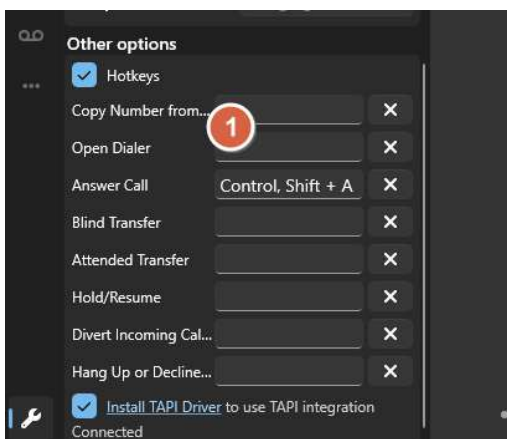 Other options
Hotkeys
Copy Number from...
1
Open Dialer
Answer Call Control, Shift + A
Blind Transfer
Attended Transfer
Hold/Resume
Divert Incoming Cal...
Hang Up or Decline...
Install TAPI Driver to use TAPI integration
Connected